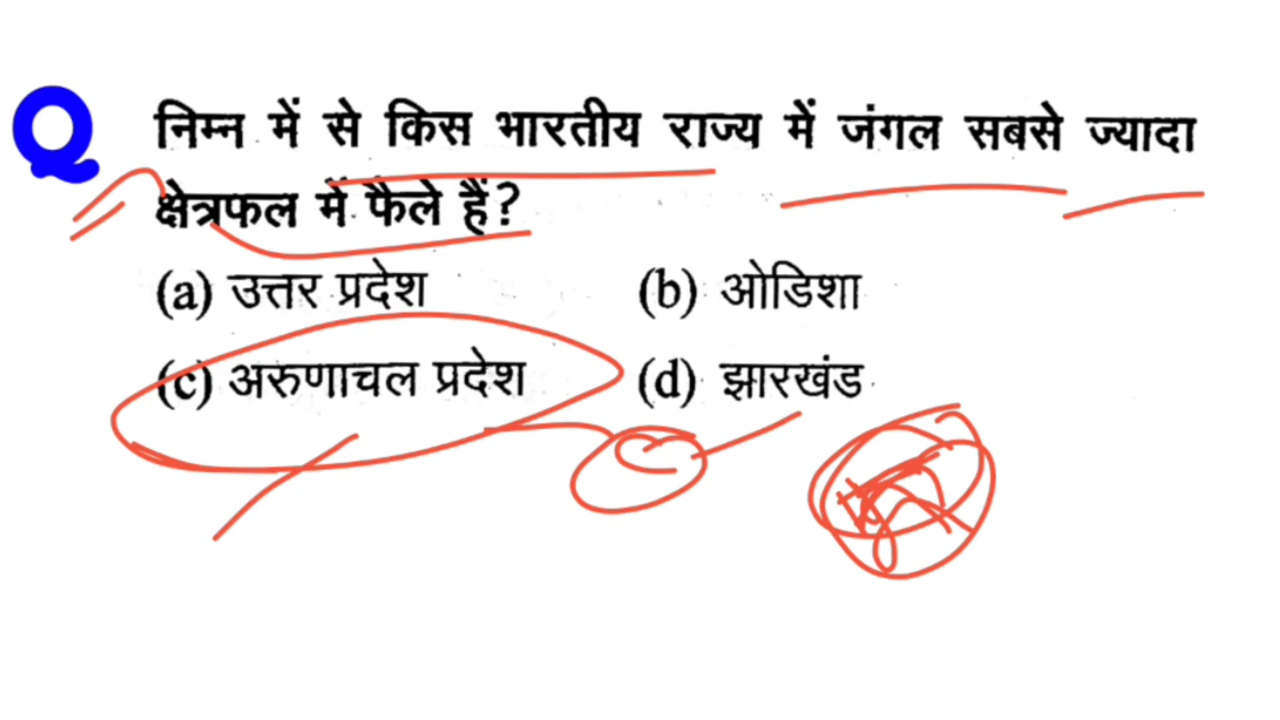 Q निम्न में से किस भारतीय राज्य में जंगल सबसे ज्यादा
क्षेत्रफल में फैले हैं?
(a) उत्तर प्रदेश (b) ओडिशा
(c) अरुणाचल प्रदेश (d) झारखंड